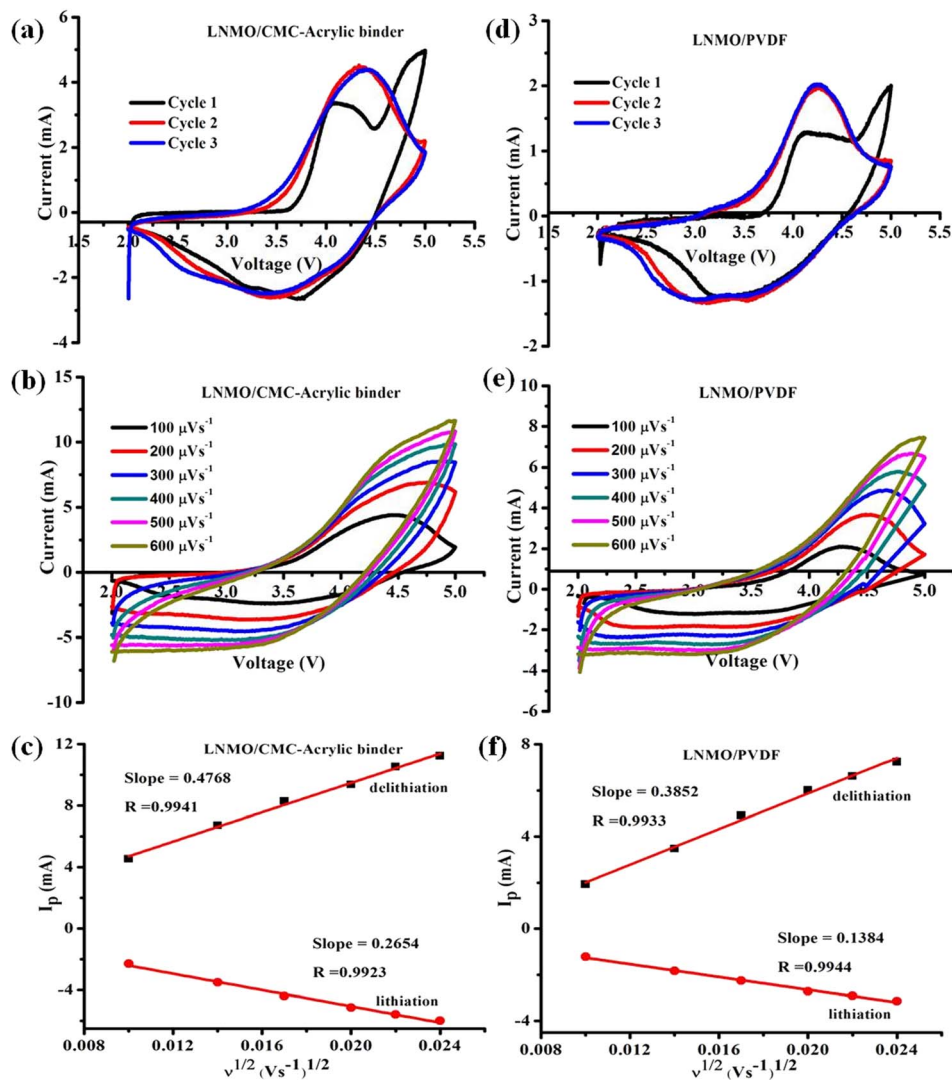 (a)
LNMO/CMC-Acrylic binder
Cycle 1
Cycle 2
Cycle 3
Current (mA)
6
4
2
0
-2
-4
1.5 2.0 2.5 3.0 3.5 4.0 4.5 5.0 5.5
Voltage (V)
(d)
LNMO/PVDF
Cycle 1
Cycle 2
Cycle 3
Current (mA)
3
2
1
0
-1
-2
1.5 2.0 2.5 3.0 3.5 4.0 4.5 5.0 5.5
Voltage (V)
(b)
LNMO/CMC-Acrylic binder
100 μVs⁻¹
200 μVs⁻¹
300 μVs⁻¹
400 μVs⁻¹
500 μVs⁻¹
600 μVs⁻¹
Current (mA)
15
10
5
0
-5
-10
2.0 2.5 3.0 3.5 4.0 4.5 5.0 5.5
Voltage (V)
(e)
LNMO/PVDF
100 μVs⁻¹
200 μVs⁻¹
300 μVs⁻¹
400 μVs⁻¹
500 μVs⁻¹
600 μVs⁻¹
Current (mA)
10
8
6
4
2
0
-2
-4
-6
2.0 2.5 3.0 3.5 4.0 4.5 5.0 5.5
Voltage (V)
(c)
LNMO/CMC-Acrylic binder
Slope = 0.4768
R =0.9941
delithiation
Slope = 0.2654
R =0.9923
lithiation
Iₚ (mA)
12
8
4
0
-4
0.008 0.012 0.016 0.020 0.024
ν^1/2 (Vs⁻¹)^1/2
(f)
LNMO/PVDF
Slope = 0.3852
R =0.9933
delithiation
Slope = 0.1384
R =0.9944
lithiation
Iₚ (mA)
8
4
0
-4
0.008 0.012 0.016 0.020 0.024
ν^1/2 (Vs⁻¹)^1/2